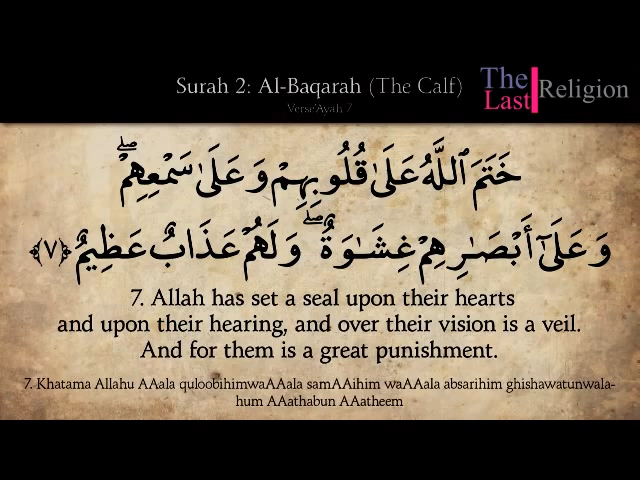 Surah 2: Al-Baqarah (The Calf)
Verse'Ayah 7
The Last Religion
خَتَمَ ٱللَّهُ عَلَىٰ قُلُوبِهِمْ وَعَلَىٰ سَمْعِهِمْ ۖ
وَعَلَىٰٓ أَبْصَـٰرِهِمْ غِشَـٰوَةٌ ۖ وَلَهُمْ عَذَابٌ عَظِيمٌ ﴿٧﴾
7. Allah has set a seal upon their hearts
and upon their hearing, and over their vision is a veil.
And for them is a great punishment.
7. Khatama Allahu AAala quloobihimwaAAala samAAihim waAAala absarihim ghishawatunwala-
hum AAathabun AAatheem